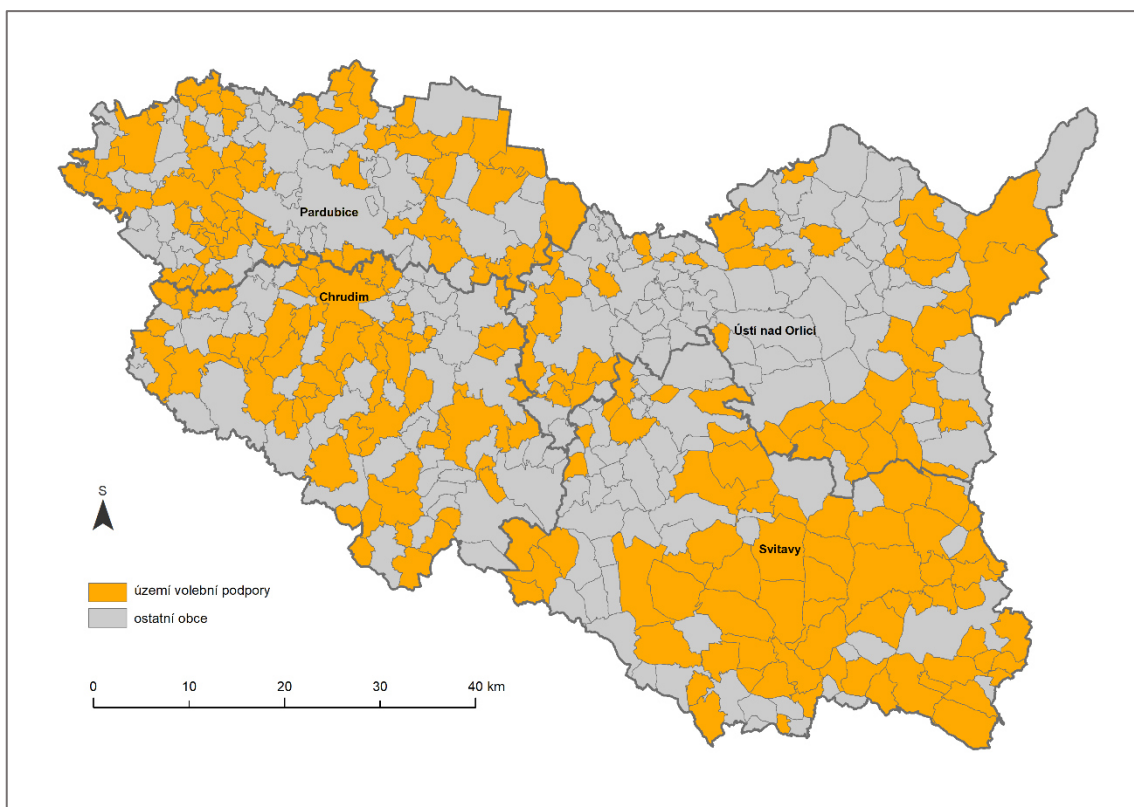 Pardubice
Chrudim
Ústí nad Orlicí
S
Svitavy
území volební podpory
ostatní obce
0 10 20 30 40 km